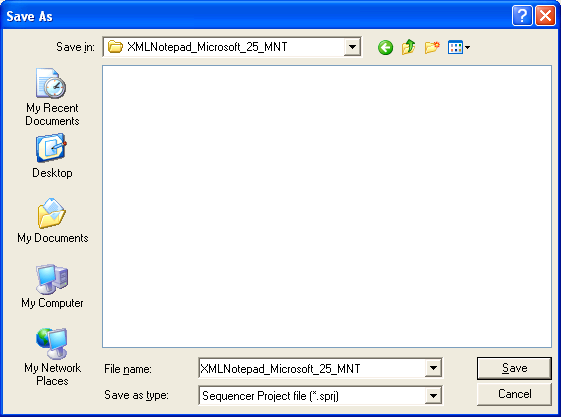 Save As
Save in: XMLNotepad_Microsoft_25_MNT
My Recent
Documents
Desktop
My Documents
My Computer
My Network
Places
File name: XMLNotepad_Microsoft_25_MNT Save
Save as type: Sequencer Project file (*.sprj) Cancel